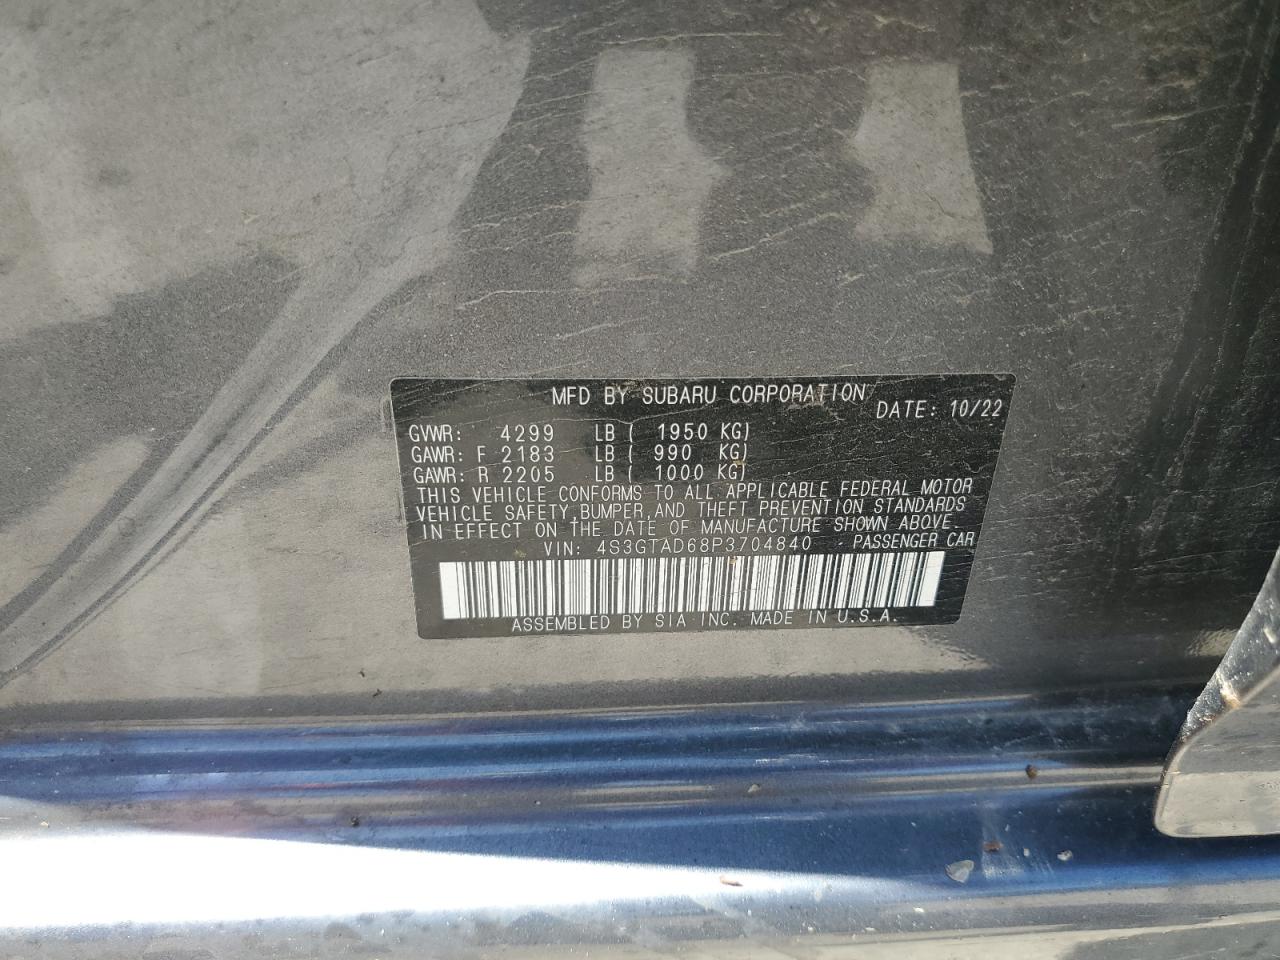 MFD BY SUBARU CORPORATION
DATE: 10/22
GVWR: 4299 LB ( 1950 KG)
GAWR: F 2183 LB ( 990 KG)
GAWR: R 2205 LB ( 1000 KG)
THIS VEHICLE CONFORMS TO ALL APPLICABLE FEDERAL MOTOR
VEHICLE SAFETY, BUMPER, AND THEFT PREVENTION STANDARDS
IN EFFECT ON THE DATE OF MANUFACTURE SHOWN ABOVE.
VIN: 4S3GTAD68P3704840 PASSENGER CAR
ASSEMBLED BY SIA INC. MADE IN U.S.A.